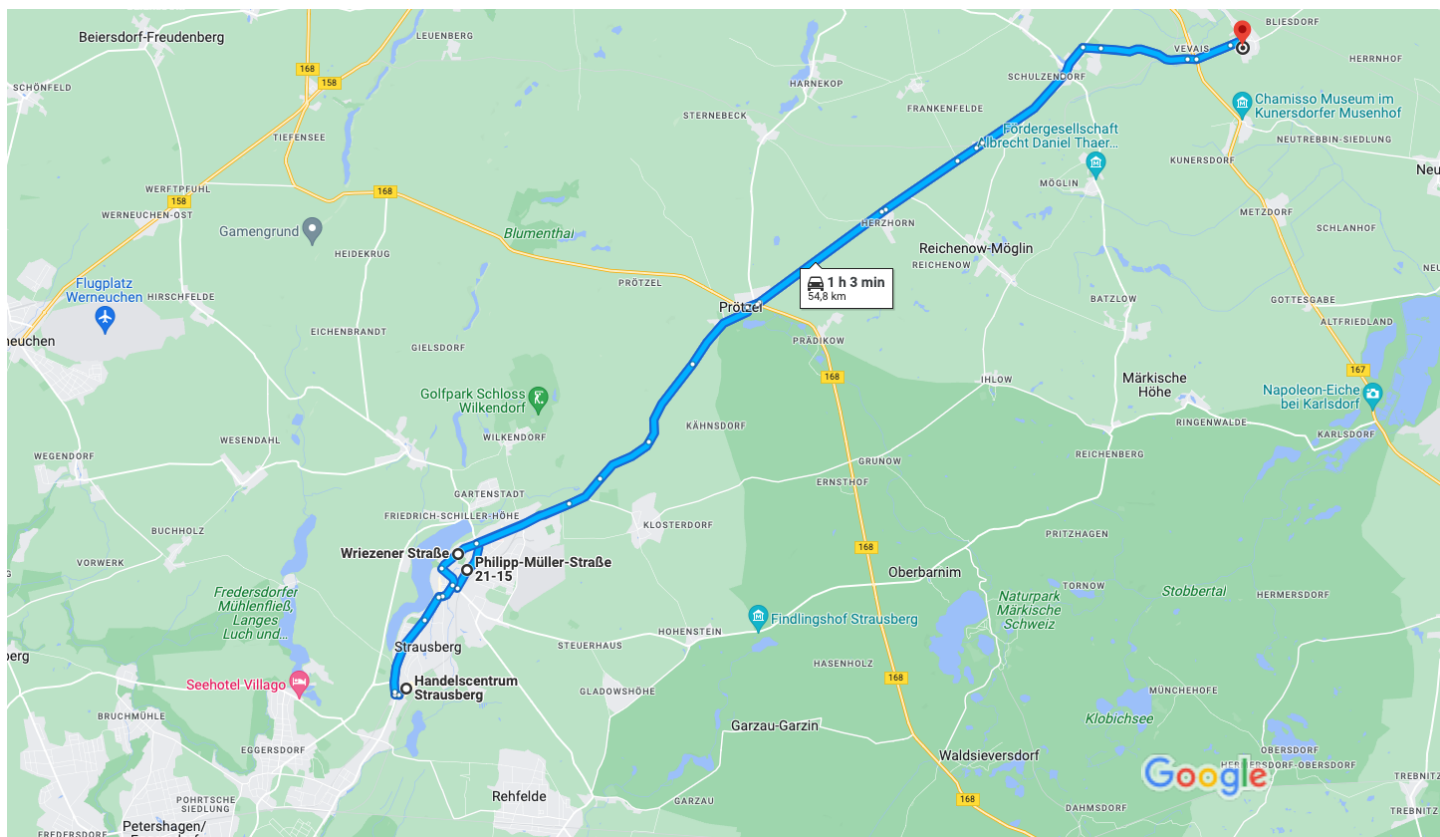 BLIESDORF
LEUENBERG
Beiersdorf-Freudenberg
VEVAIS
HERRNHOF
168
158
SCHULZENDORF
HARNEKOP
SCHÖNFELD
Chamisso Museum im
Kunersdorfer Musenhof
FRANKENFELDE
STERNEBECK
Fördergesellschaft
Albrecht Daniel Thaer...
TIEFENSEE
NEUTREBBIN-SIEDLUNG
KUNERSDORF
Neu
MÖGLIN
WERFTPFUHL
168
158
METZDORF
WERNEUCHEN-OST
HERZHORN
SCHLANHOF
Gamengrund
Blumenthal
Reichenow-Möglin
HEIDEKRUG
REICHENOW
NEU
Flugplatz
Werneuchen
PRÖTZEL
1 h 3 min
54,8 km
HIRSCHFELDE
BATZLOW
GOTTESGABE
Prötzel
ALTFRIEDLAND
EICHENBRANDT
neuchen
PRÄDIKOW
GIELSDORF
167
168
IHLOW
Märkische
Höhe
Golfpark Schloss
Wilkendorf
Napoleon-Eiche
bei Karlsdorf
RINGENWALDE
KÄHNSDORF
WILKENDORF
KARLSDORF
WESENDAHL
REICHENBERG
WEGENDORF
GRUNOW
ERNSTHOF
GARTENSTADT
FRIEDRICH-SCHILLER-HÖHE
KLOSTERDORF
BUCHHOLZ
PRITZHAGEN
168
Wriezener Straße
VORWERK
Philipp-Müller-Straße
21-15
Oberbarnim
TORNOW
Fredersdorfer
Mühlenfließ,
Langes
Luch und...
Stobbertal
HERMERSDORF
Naturpark
Märkische
Schweiz
Findlingshof Strausberg
HOHENSTEIN
STEUERHAUS
Strausberg
berg
HASENHOLZ
168
Handelscentrum
Strausberg
Seehotel Villago
GLADOWSHÖHE
MÜNCHEHOFE
BRUCHMÜHLE
Klobichsee
Garzau-Garzin
EGGERSDORF
OBERSDORF
Waldsieversdorf
HERMERSDORF-OBERSDORF
Google
TREBNITZ
Rehfelde
168
POHRTSCHE
SIEDLUNG
GARZAU
DAHMSDORF
TREBNITZ
Petershagen/
FREDERSDORF